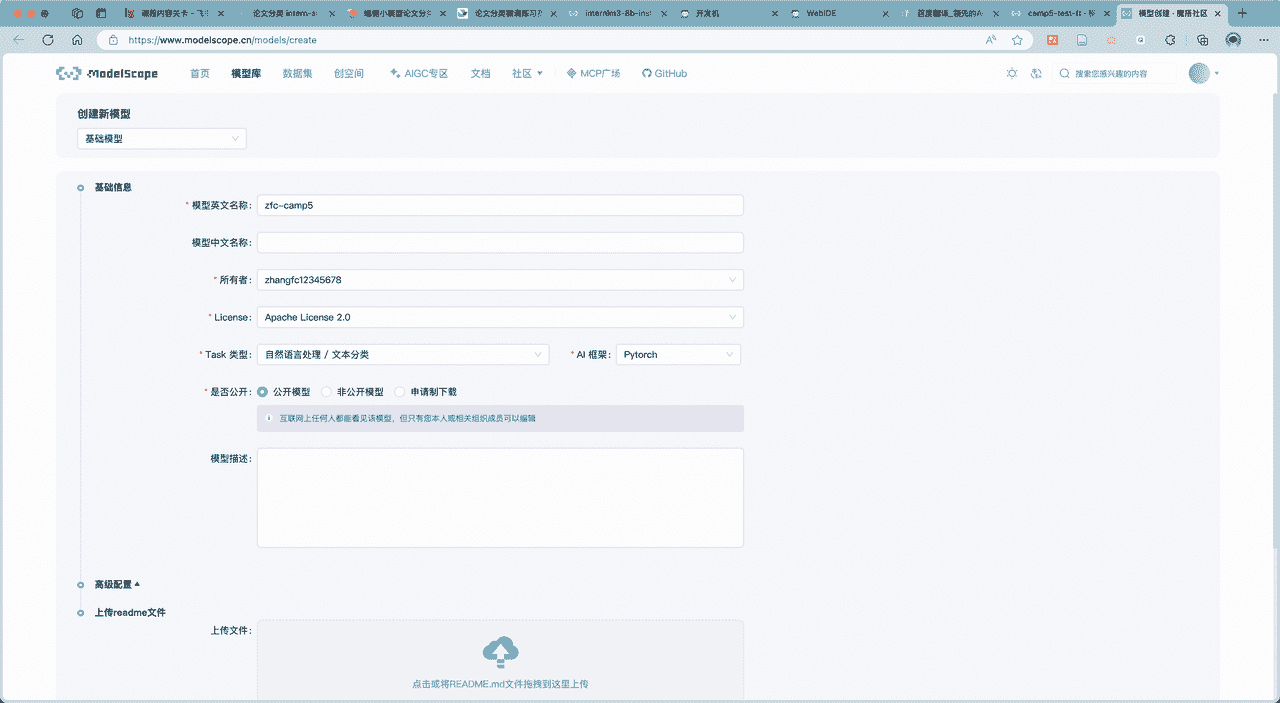 论文分类 intern-s
论文分类微调练习
internlm3-8b-ins
开发机
WebIDE
百度翻译_领先的A
camp5-test-1
模型创建 · 魔搭社区
https://www.modelscope.cn/models/create
ModelScope
首页
模型库
数据集
创空间
AIGC专区
文档
社区
MCP广场
GitHub
搜索您感兴趣的内容
创建新模型
基础模型
基础信息
* 模型英文名称: zfc-camp5
模型中文名称:
* 所有者: zhangfc12345678
* License: Apache License 2.0
* Task 类型: 自然语言处理 / 文本分类 * AI 框架: Pytorch
* 是否公开: 公开模型 非公开模型 申请制下载
互联网上任何人都能看见该模型，但只有您本人或相关组织成员可以编辑
模型描述:
高级配置
上传readme文件
上传文件:
点击或将README.md文件拖拽到这里上传